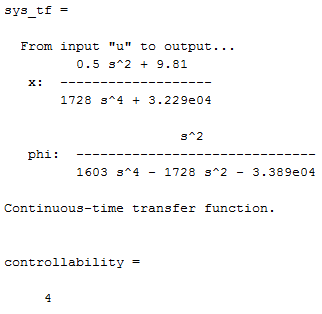 sys_tf =
From input "u" to output...
0.5 s^2 + 9.81
x: -------------------
1728 s^4 + 3.229e04
s^2
phi: ------------------------------
1603 s^4 - 1728 s^2 - 3.389e04
Continuous-time transfer function.
controllability =
4